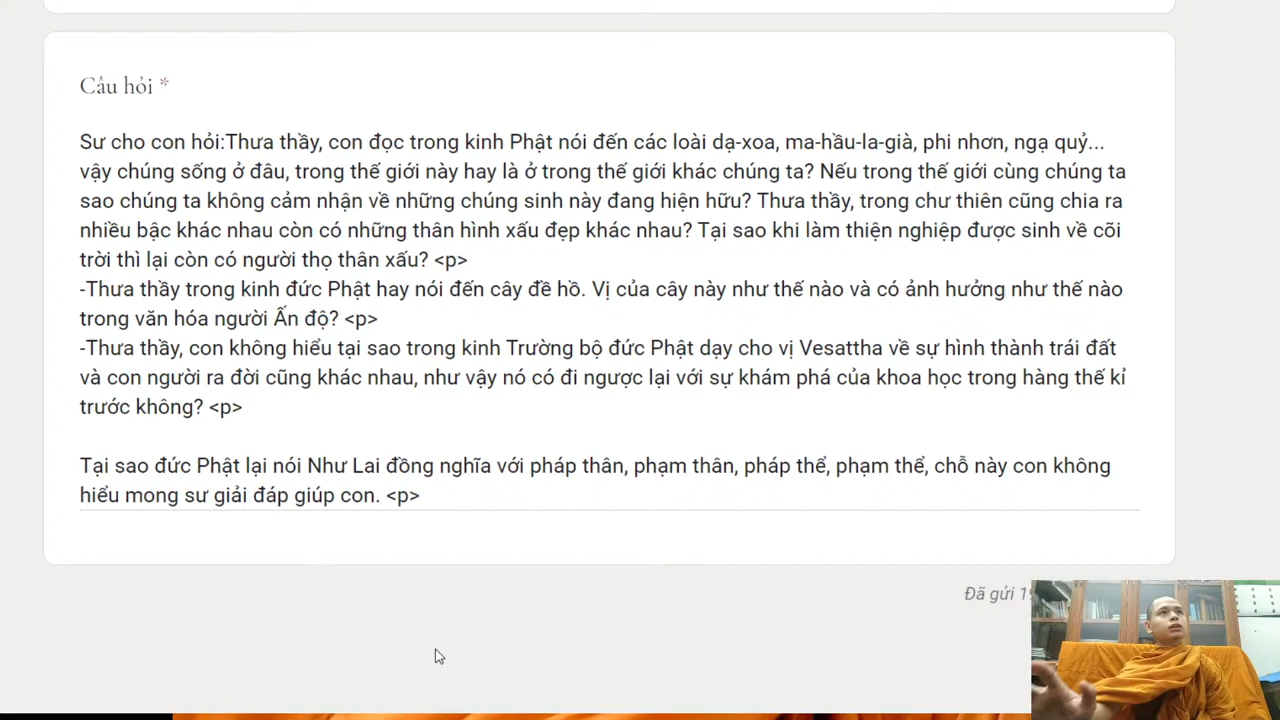 Câu hỏi *
Sư cho con hỏi:Thưa thầy, con đọc trong kinh Phật nói đến các loài dạ-xoa, ma-hầu-la-già, phi nhơn, ngạ quỷ...
vậy chúng sống ở đâu, trong thế giới này hay là ở trong thế giới khác chúng ta? Nếu trong thế giới cùng chúng ta
sao chúng ta không cảm nhận về những chúng sinh này đang hiện hữu? Thưa thầy, trong chư thiên cũng chia ra
nhiều bậc khác nhau còn có những thân hình xấu đẹp khác nhau? Tại sao khi làm thiện nghiệp được sinh về cõi
trời thì lại còn có người thọ thân xấu? <p>
-Thưa thầy trong kinh đức Phật hay nói đến cây đề hồ. Vị của cây này như thế nào và có ảnh hưởng như thế nào
trong văn hóa người Ấn độ? <p>
-Thưa thầy, con không hiểu tại sao trong kinh Trường bộ đức Phật dạy cho vị Vesattha về sự hình thành trái đất
và con người ra đời cũng khác nhau, như vậy nó có đi ngược lại với sự khám phá của khoa học trong hàng thế kỉ
trước không? <p>
Tại sao đức Phật lại nói Như Lai đồng nghĩa với pháp thân, phạm thân, pháp thể, phạm thể, chỗ này con không
hiểu mong sư giải đáp giúp con. <p>
Đã gửi